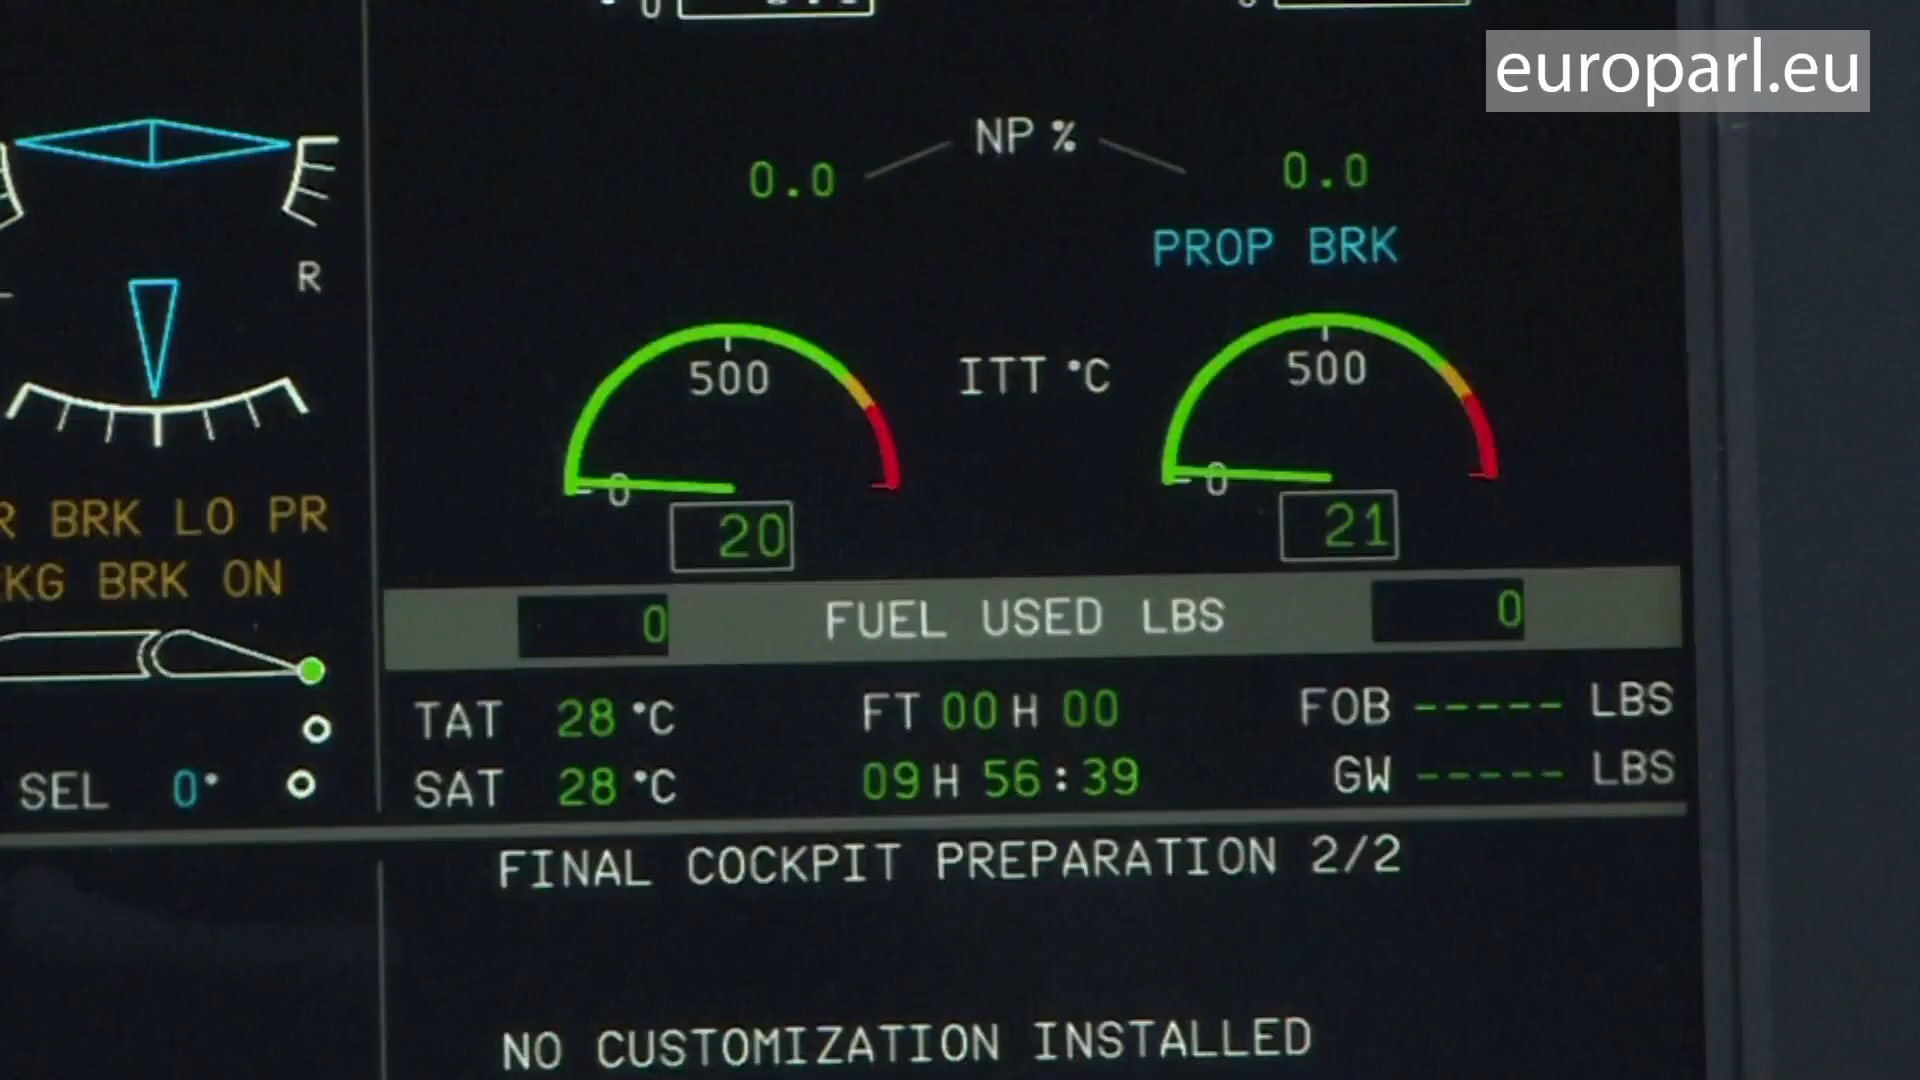 europarl.eu
NP %
0.0 0.0
PROP BRK
R
500 ITT °C 500
0 0
20 21
BRK LO PR
BRK ON
0 FUEL USED LBS 0
TAT 28 °C FT 00 H 00 FOB ----- LBS
SEL 0° SAT 28 °C 09 H 56:39 GW ----- LBS
FINAL COCKPIT PREPARATION 2/2
NO CUSTOMIZATION INSTALLED